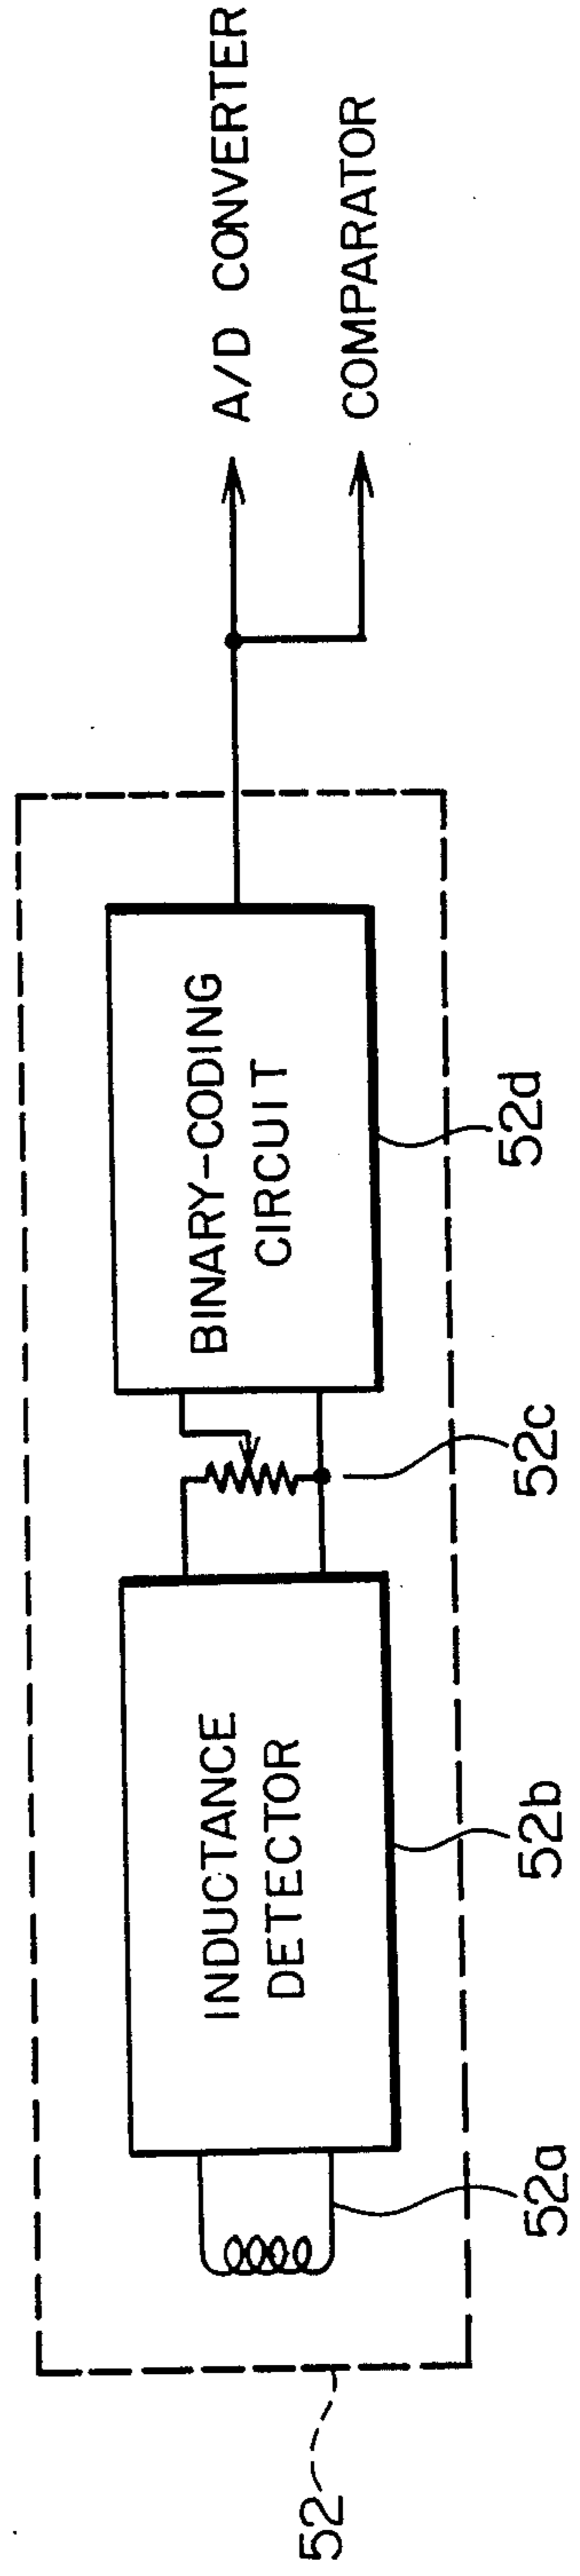 52
52a
INDUCTANCE
DETECTOR
52b
52c
BINARY-CODING
CIRCUIT
52d
A/D CONVERTER
COMPARATOR